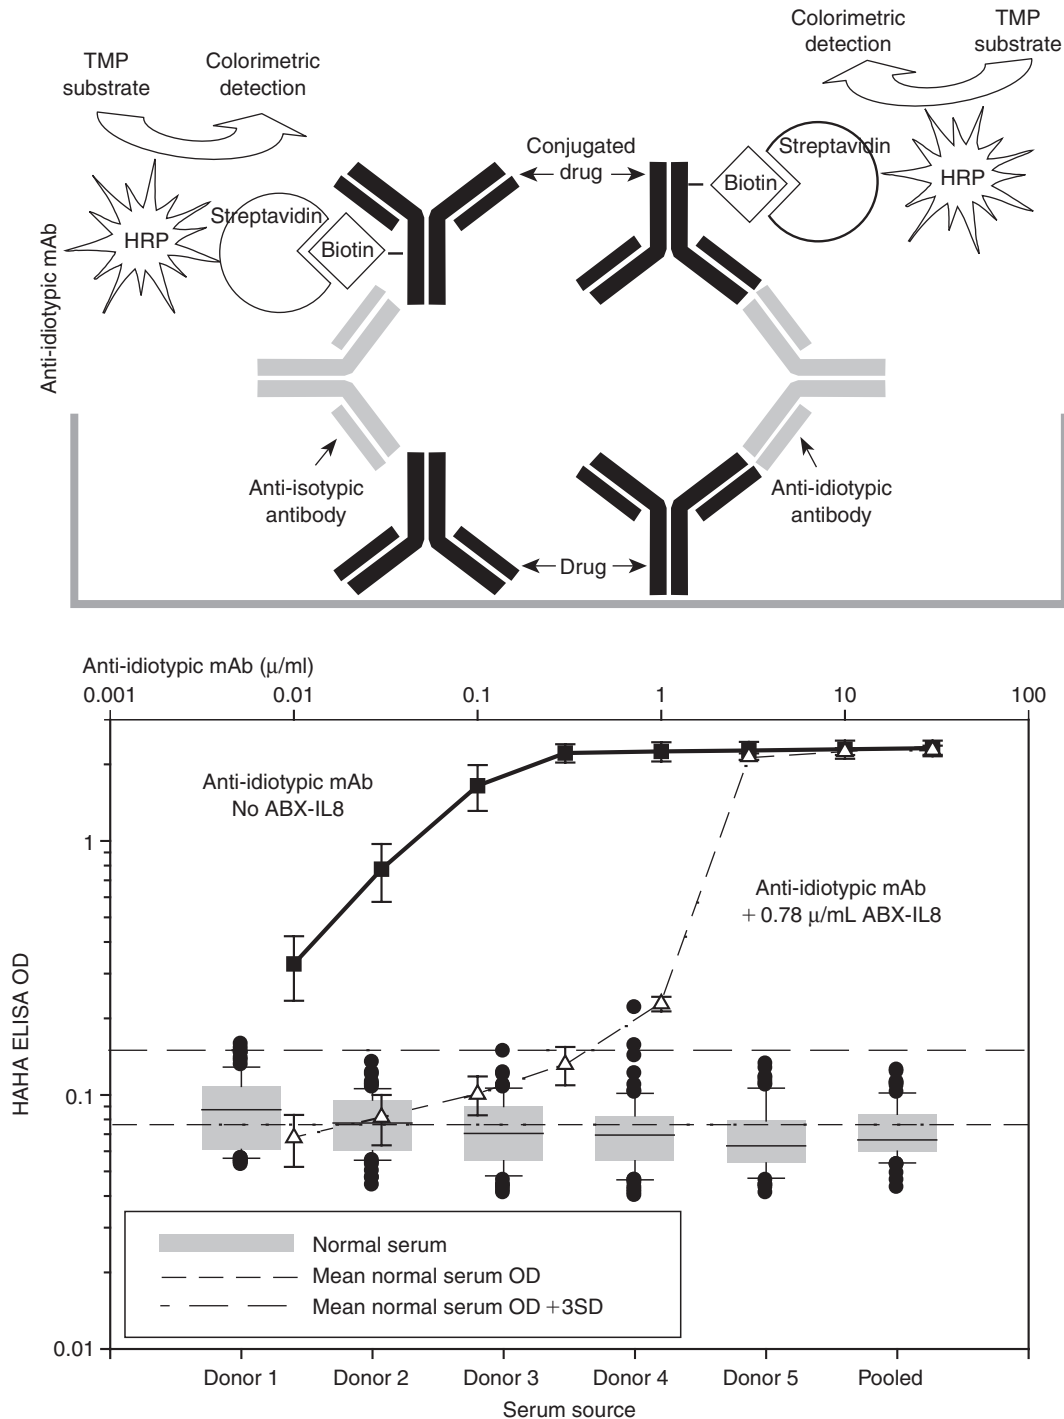 TMP
substrate
Colorimetric
detection
Colorimetric
detection
TMP
substrate
Conjugated
drug
Streptavidin
Biotin
HRP
Streptavidin
HRP
Biotin
Anti-idiotypic mAb
Anti-isotypic
antibody
Anti-idiotypic
antibody
Drug
Anti-idiotypic mAb (μ/ml)
0.001 0.01 0.1 1 10 100
Anti-idiotypic mAb
No ABX-IL8
Anti-idiotypic mAb
+ 0.78 μ/mL ABX-IL8
HAHA ELISA OD
1
0.1
0.01
Normal serum
Mean normal serum OD
Mean normal serum OD +3SD
Donor 1 Donor 2 Donor 3 Donor 4 Donor 5 Pooled
Serum source